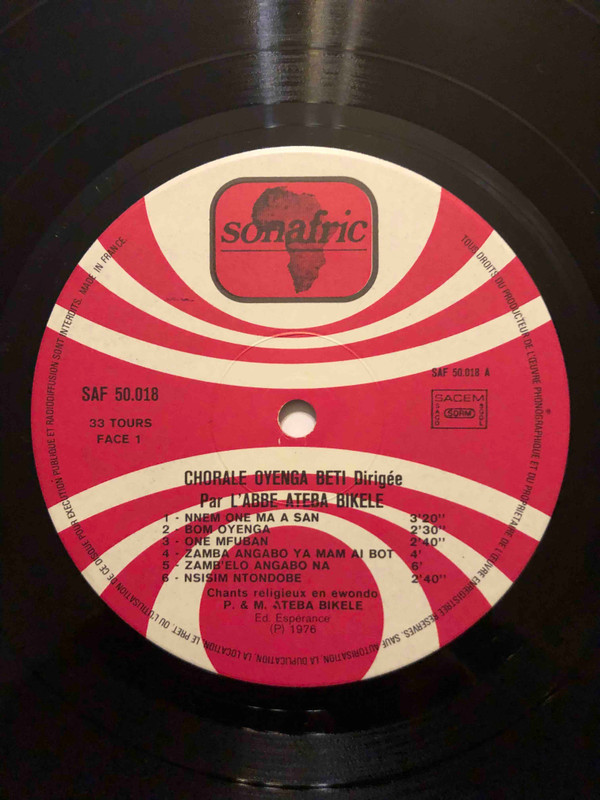 sonafric
SAF 50.018
33 TOURS
FACE 1
SAF 50.018 A
SACEM
SDRM
CHORALE OYENGA BETI Dirigée
Par L'ABBE ATEBA BIKELE
1 - NNEM ONE MA A SAN 3'20''
2 - BOM OYENGA 2'30''
3 - ONE MFUBAN 2'40''
4 - ZAMBA ANGABO YA MAM AI BOT 4'
5 - ZAMB'ELO ANGABO NA 6'
6 - NSISIM NTONDOBE 2'40''
Chants religieux en ewondo
P. & M. ATEBA BIKELE
Ed. Espérance
(P) 1976
TOUS DROITS DU PRODUCTEUR DE L'ŒUVRE PHONOGRAPHIQUE ET DU PROPRIETAIRE DE L'ŒUVRE ENREGISTREE RESERVES. SAUF AUTORISATION, LA DUPLICATION, LA LOCATION, LE PRET, OU L'UTILISATION DE CE DISQUE POUR EXECUTION PUBLIQUE ET RADIODIFFUSION SONT INTERDITS. MADE IN FRANCE.